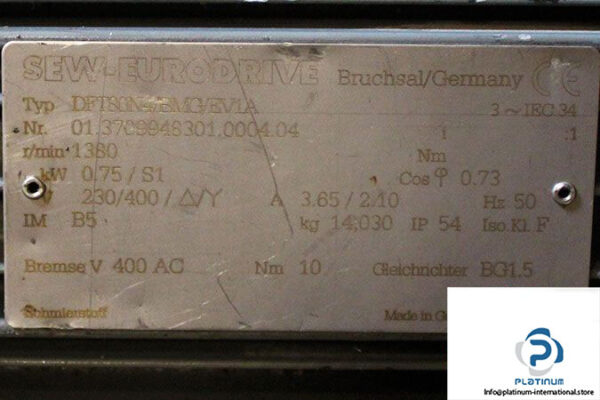 SEW-EURODRIVE Bruchsal/Germany CE
Typ DFT80N4/BMG/EV1A 3~IEC 34
Nr. 01.3709948301.0004.04 i :1
r/min 1380 Nm
kW 0.75 / S1 Cos φ 0.73
V 230/400 / Δ/Y A 3.65 / 2.10 Hz 50
IM B5 kg 14,030 IP 54 Iso.Kl. F
Bremse V 400 AC Nm 10 Gleichrichter BG1.5
Schmierstoff Made in
PLATINUM
Info@platinum-international.store